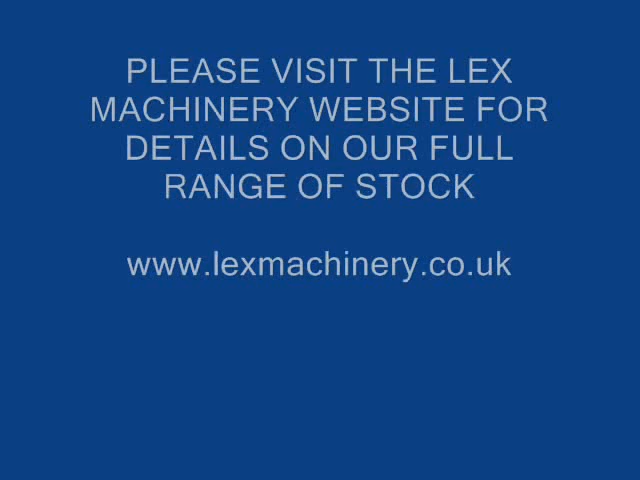 PLEASE VISIT THE LEX
MACHINERY WEBSITE FOR
DETAILS ON OUR FULL
RANGE OF STOCK
www.lexmachinery.co.uk